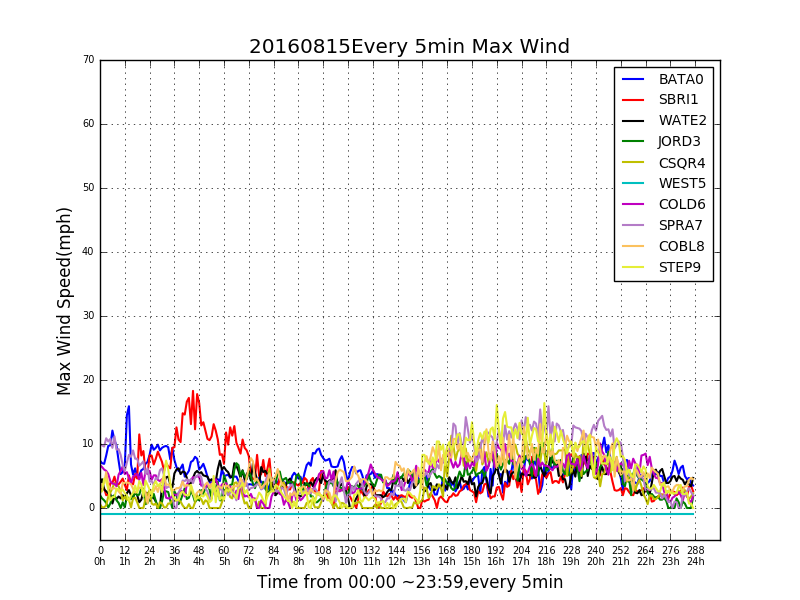 20160815Every 5min Max Wind
70
60
50
40
30
20
10
0
Max Wind Speed(mph)
BATA0
SBRI1
WATE2
JORD3
CSQR4
WEST5
COLD6
SPRA7
COBL8
STEP9
0 12 24 36 48 60 72 84 96 108 120 132 144 156 168 180 192 204 216 228 240 252 264 276 288
0h 1h 2h 3h 4h 5h 6h 7h 8h 9h 10h 11h 12h 13h 14h 15h 16h 17h 18h 19h 20h 21h 22h 23h 24h
Time from 00:00 ~23:59,every 5min